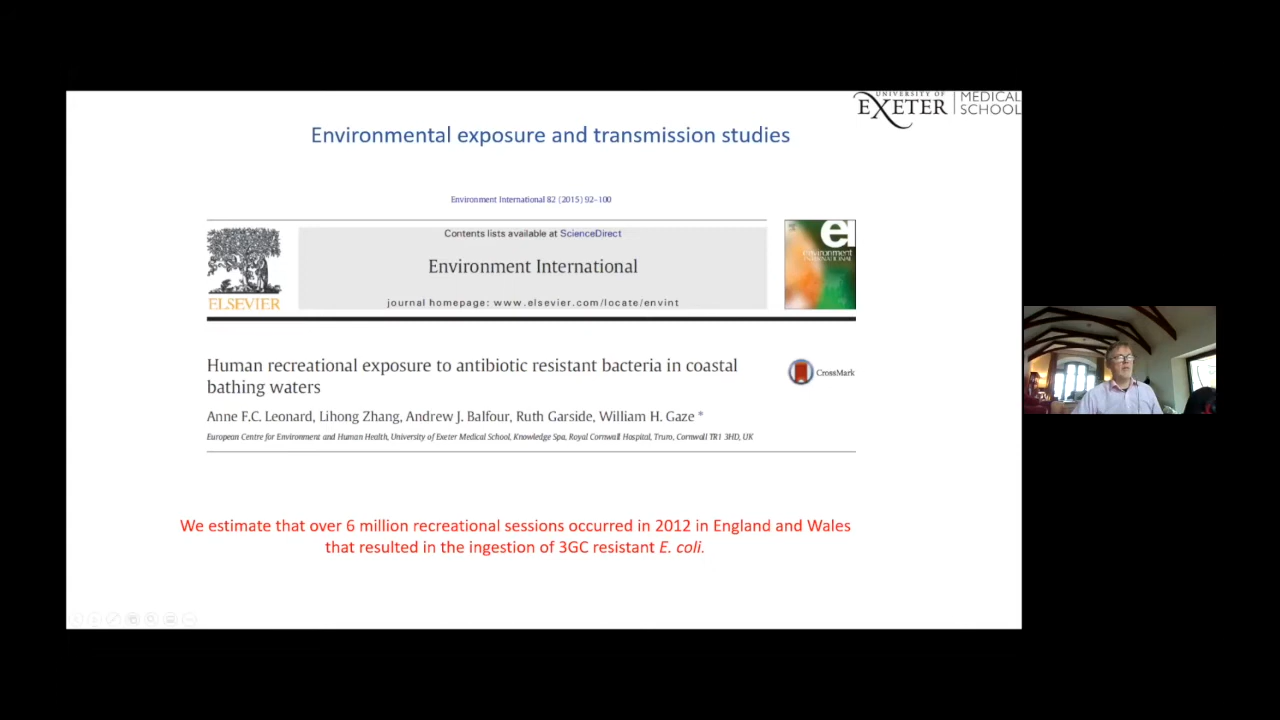 UNIVERSITY OF
EXETER
MEDICAL
SCHOOL
Environmental exposure and transmission studies
Environment International 82 (2015) 92–100
Contents lists available at ScienceDirect
Environment International
journal homepage: www.elsevier.com/locate/envint
ELSEVIER
ei
environment
INTERNATIONAL
Human recreational exposure to antibiotic resistant bacteria in coastal
bathing waters
CrossMark
Anne F.C. Leonard, Lihong Zhang, Andrew J. Balfour, Ruth Garside, William H. Gaze *
European Centre for Environment and Human Health, University of Exeter Medical School, Knowledge Spa, Royal Cornwall Hospital, Truro, Cornwall TR1 3HD, UK
We estimate that over 6 million recreational sessions occurred in 2012 in England and Wales
that resulted in the ingestion of 3GC resistant E. coli.